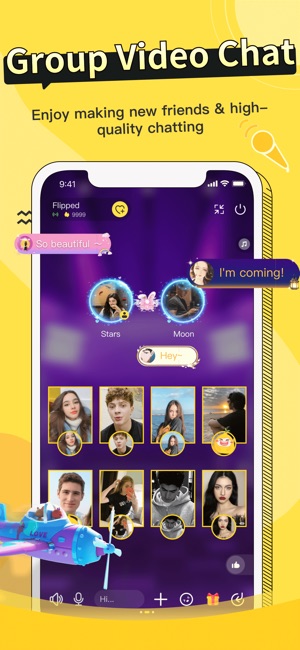 Group Video Chat
Enjoy making new friends & high-
quality chatting
9:41
Flipped
9999
So beautiful ~
I'm coming!
Stars
Moon
Hey~
LOVE
Hi...